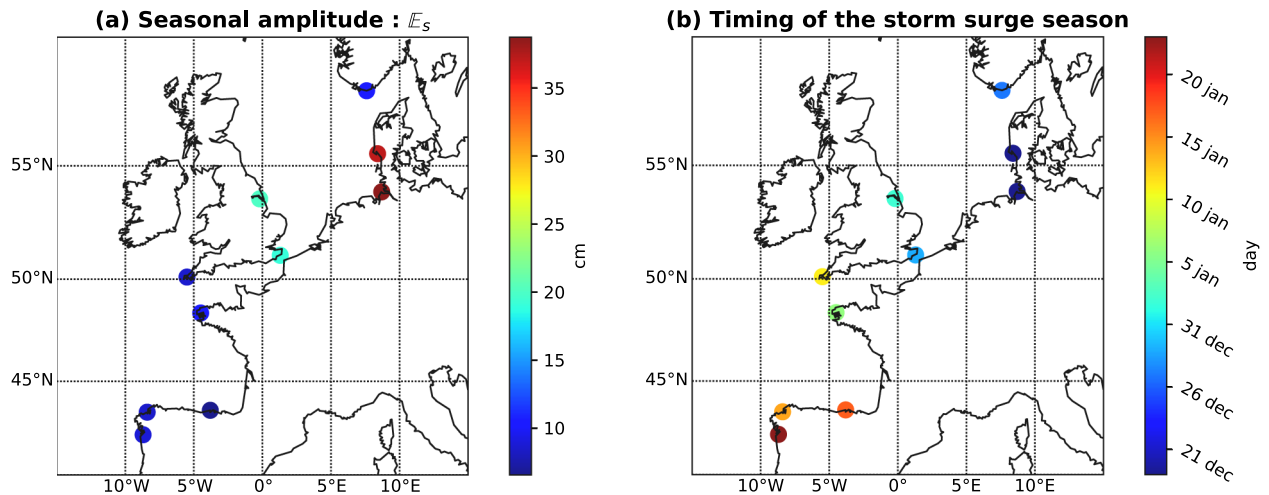 (a) Seasonal amplitude : 𝔼ₛ
55°N
50°N
45°N
10°W 5°W 0° 5°E 10°E
35
30
25
20
15
10
cm
(b) Timing of the storm surge season
55°N
50°N
45°N
10°W 5°W 0° 5°E 10°E
20 jan
15 jan
10 jan
5 jan
31 dec
26 dec
21 dec
day